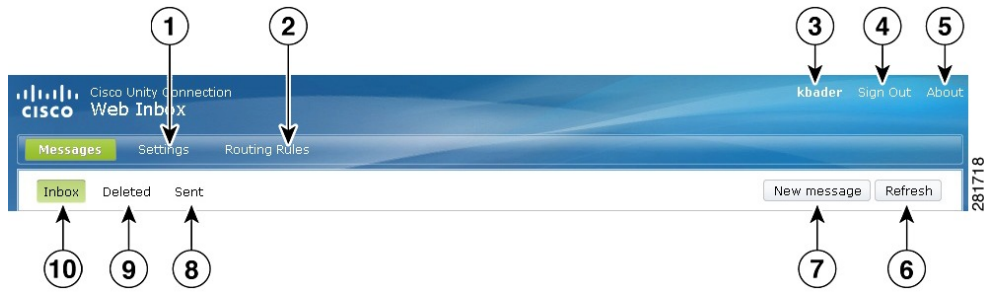 1 2 3 4 5
Cisco Unity Connection
CISCO Web Inbox
kbader Sign Out About
Messages Settings Routing Rules
Inbox Deleted Sent New message Refresh
281718
10 9 8 7 6